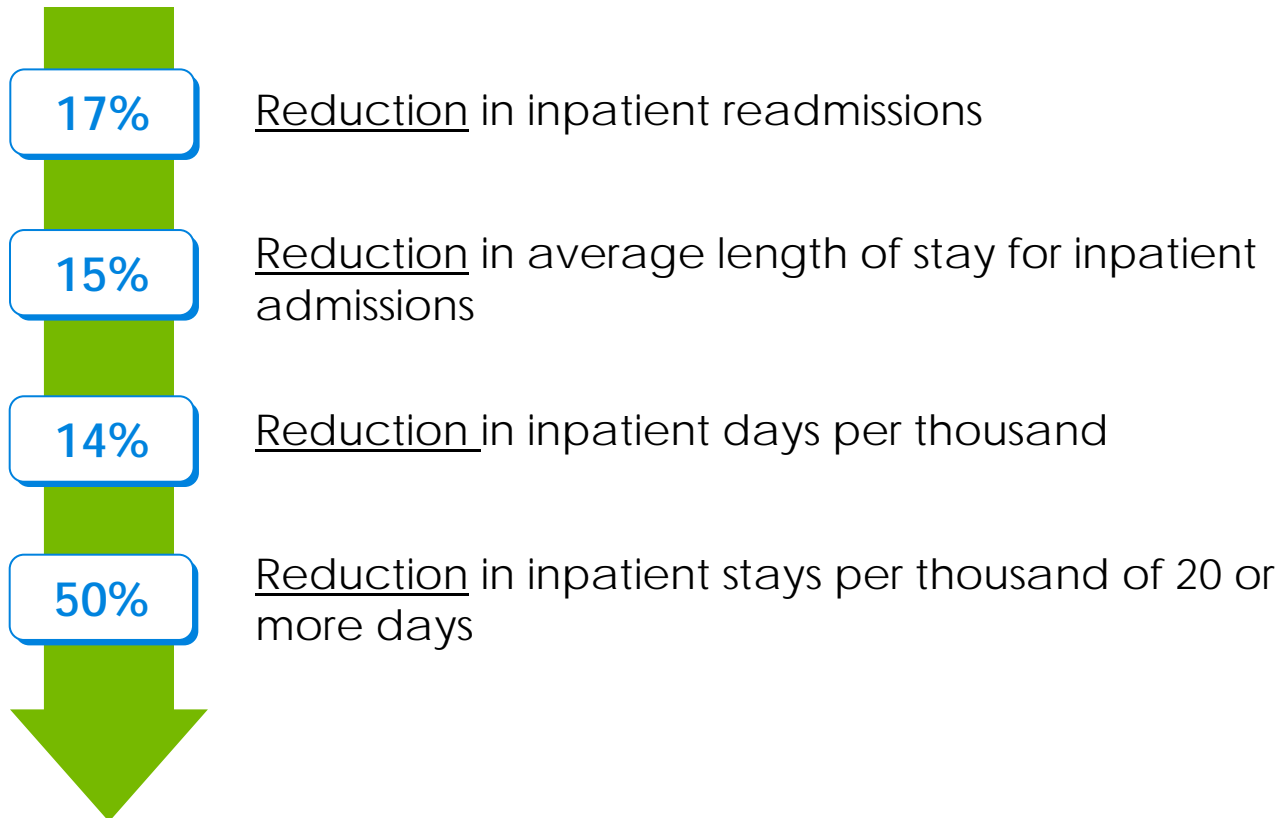 17%
Reduction in inpatient readmissions
15%
Reduction in average length of stay for inpatient
admissions
14%
Reduction in inpatient days per thousand
50%
Reduction in inpatient stays per thousand of 20 or
more days